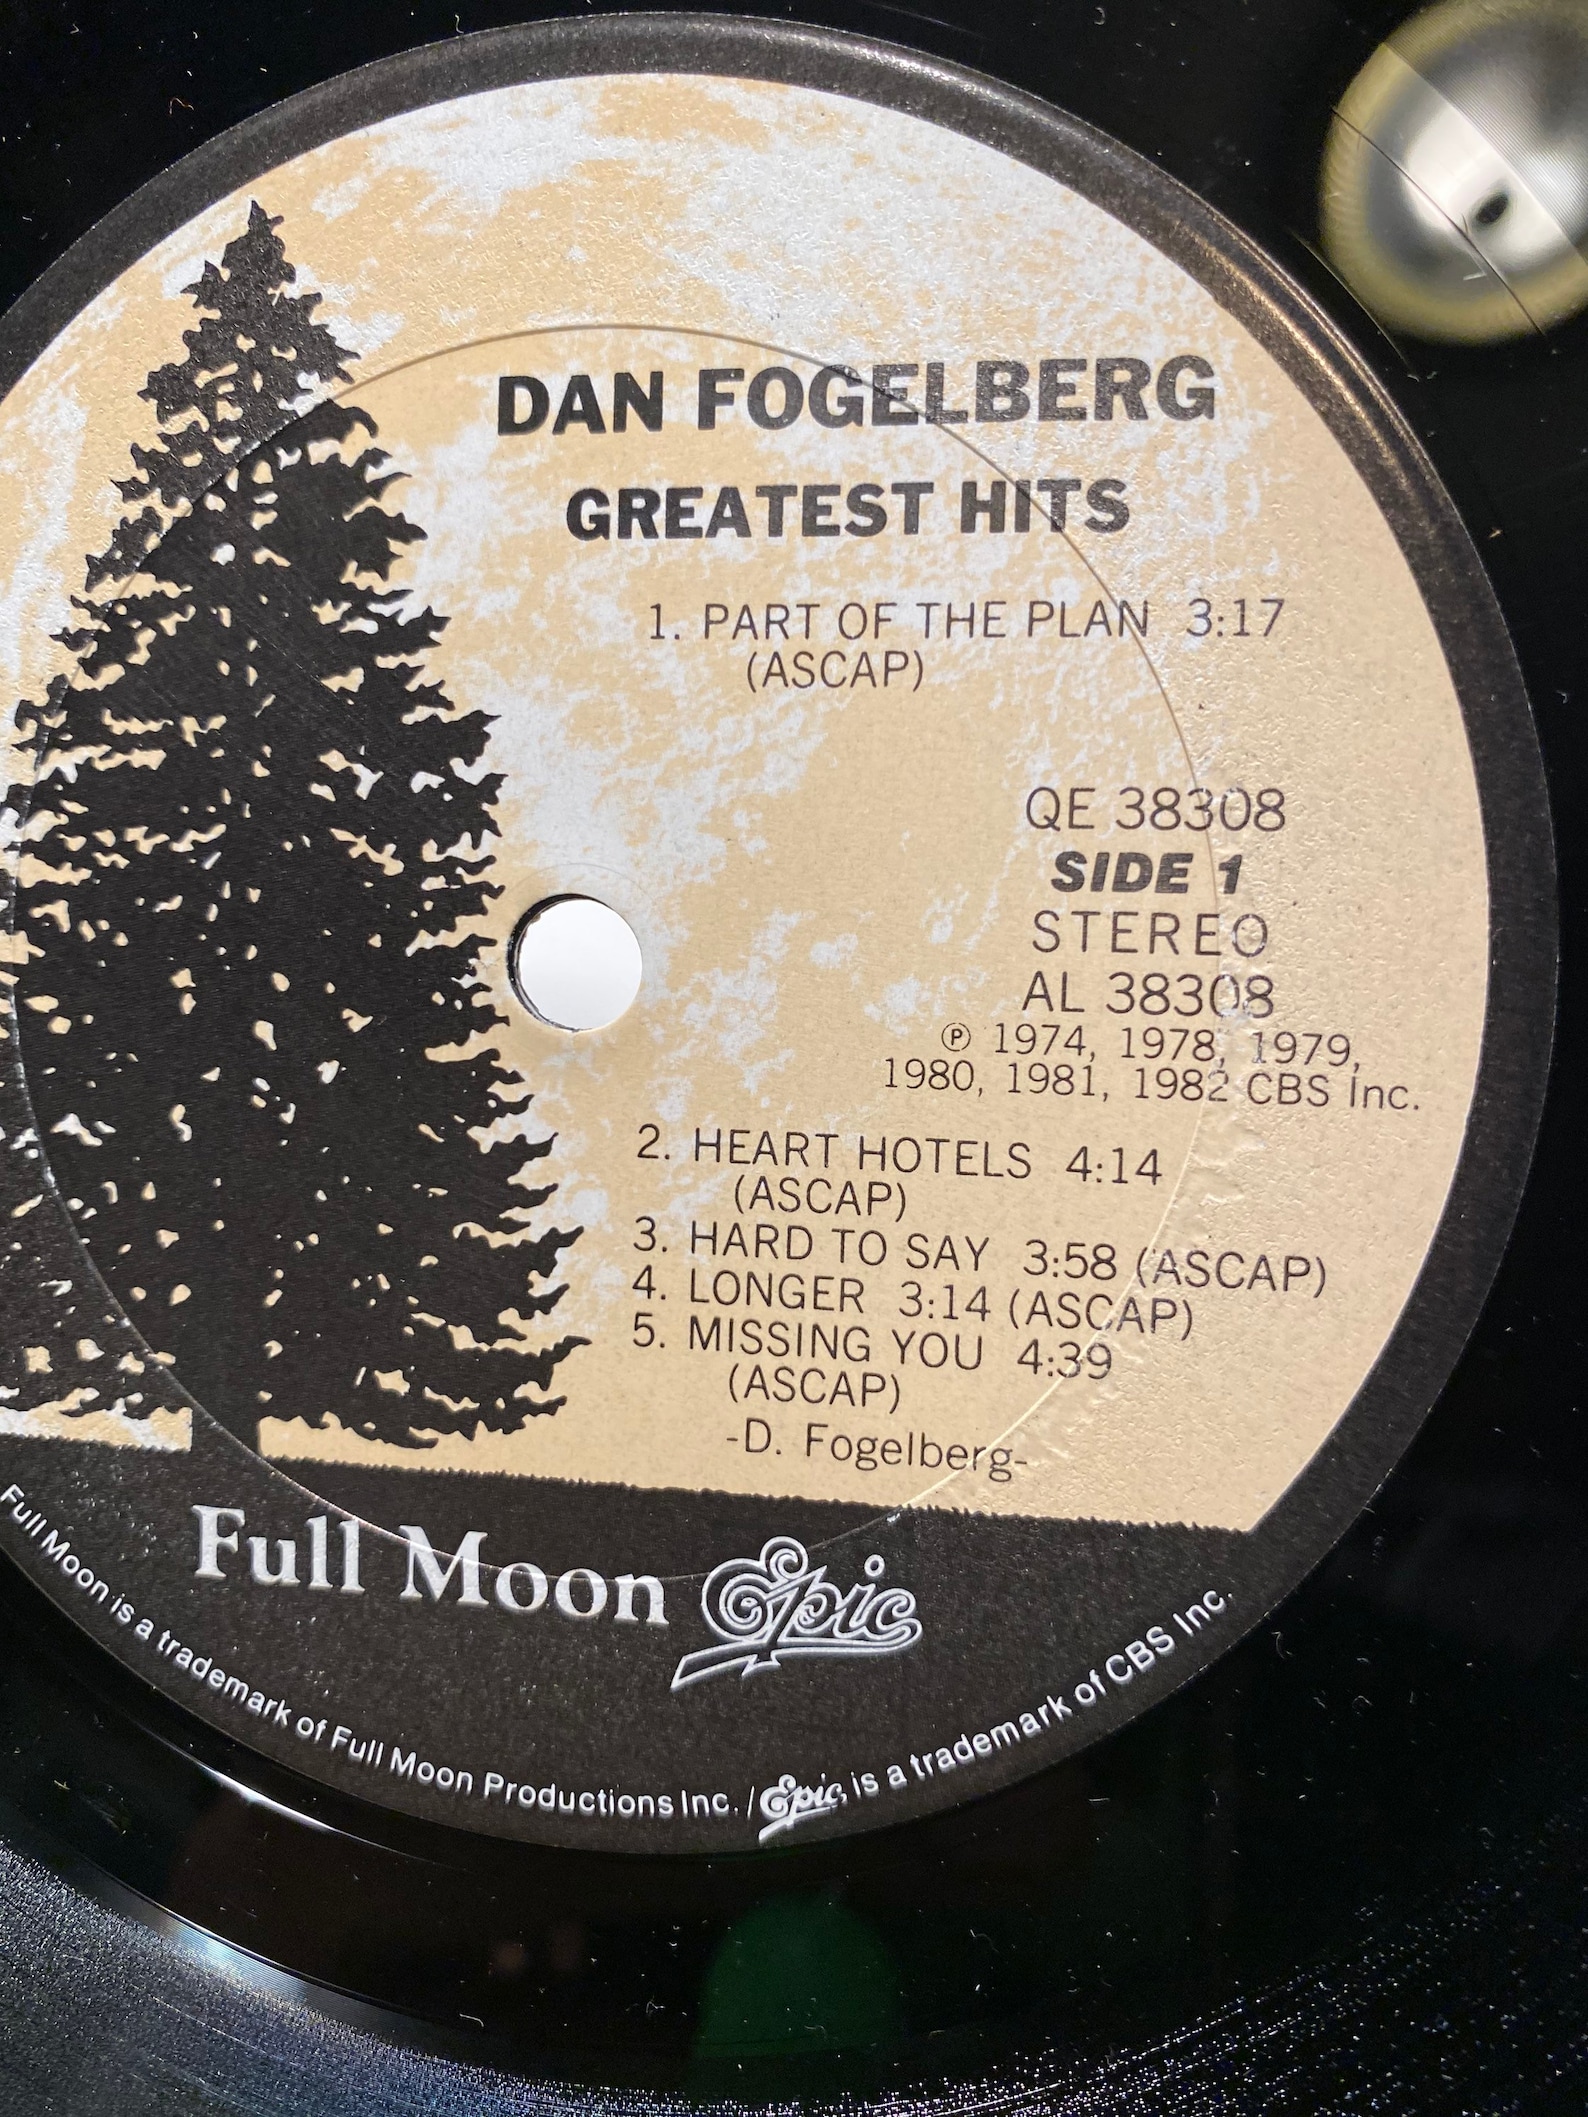 DAN FOGELBERG
GREATEST HITS
1. PART OF THE PLAN 3:17
(ASCAP)
QE 38308
SIDE 1
STEREO
AL 38308
Ⓟ 1974, 1978, 1979,
1980, 1981, 1982 CBS Inc.
2. HEART HOTELS 4:14
(ASCAP)
3. HARD TO SAY 3:58 (ASCAP)
4. LONGER 3:14 (ASCAP)
5. MISSING YOU 4:39
(ASCAP)
-D. Fogelberg-
Full Moon Epic
Full Moon is a trademark of Full Moon Productions Inc. / Epic, is a trademark of CBS Inc.